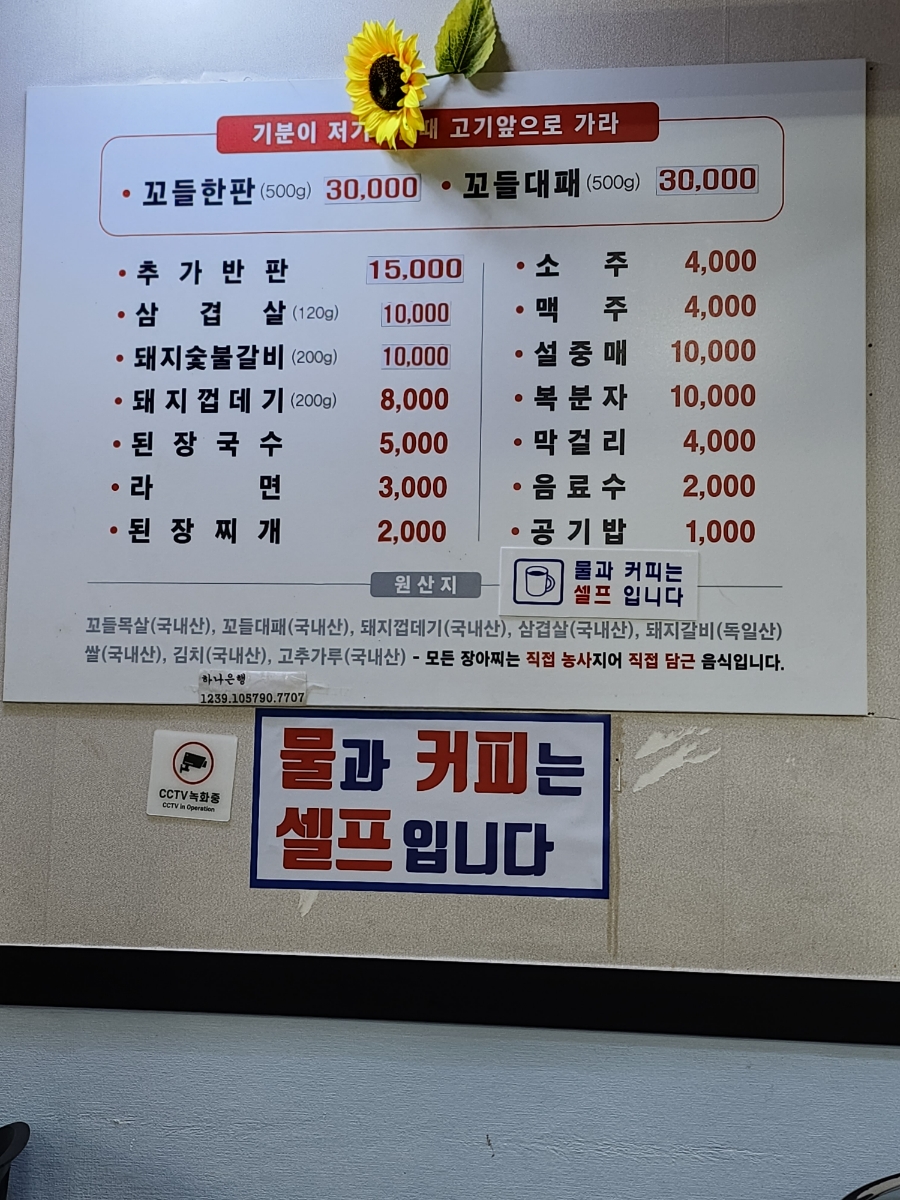 기분이 저기 고기앞으로 가라
• 꼬들한판 (500g) 30,000 • 꼬들대패 (500g) 30,000
• 추가반판 15,000
• 삼겹살 (120g) 10,000
• 돼지숯불갈비 (200g) 10,000
• 돼지껍데기 (200g) 8,000
• 된장국수 5,000
• 라면 3,000
• 된장찌개 2,000
• 소주 4,000
• 맥주 4,000
• 설중매 10,000
• 복분자 10,000
• 막걸리 4,000
• 음료수 2,000
• 공기밥 1,000
물과 커피는
셀프 입니다
원산지
꼬들목살(국내산), 꼬들대패(국내산), 돼지껍데기(국내산), 삼겹살(국내산), 돼지갈비(독일산)
쌀(국내산), 김치(국내산), 고추가루(국내산) - 모든 장아찌는 직접 농사지어 직접 담근 음식입니다.
하나은행
1239.105790.7707
CCTV 녹화중
CCTV in Operation
물과 커피는
셀프입니다